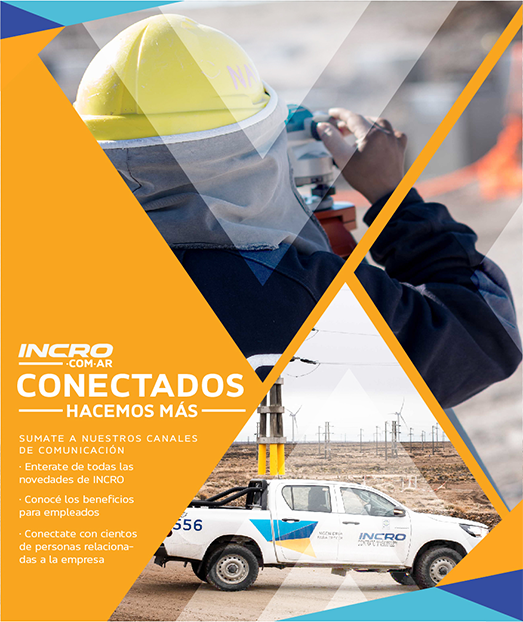 NA
INCRO
.COM.AR
CONECTADOS
HACEMOS MÁS
SUMATE A NUESTROS CANALES
DE COMUNICACIÓN
· Enterate de todas las
novedades de INCRO
· Conocé los beneficios
para empleados
· Conectate con cientos
de personas relaciona-
das a la empresa
556
INCRO